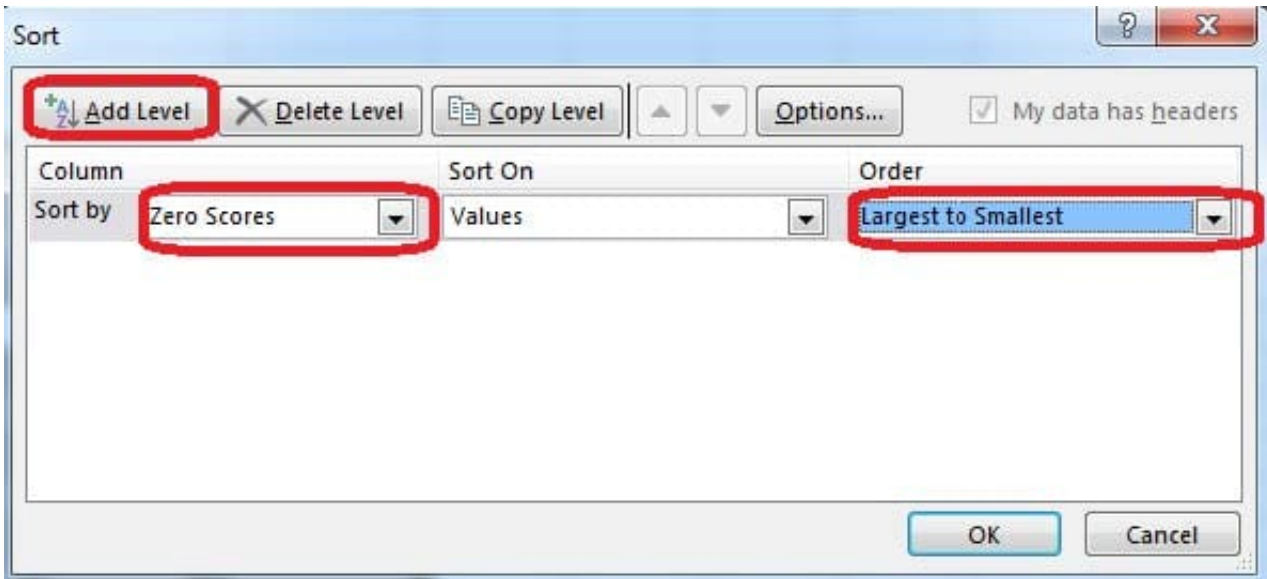 Sort
Add Level Delete Level Copy Level Options... My data has headers
Column Sort On Order
Sort by Zero Scores Values Largest to Smallest
OK Cancel